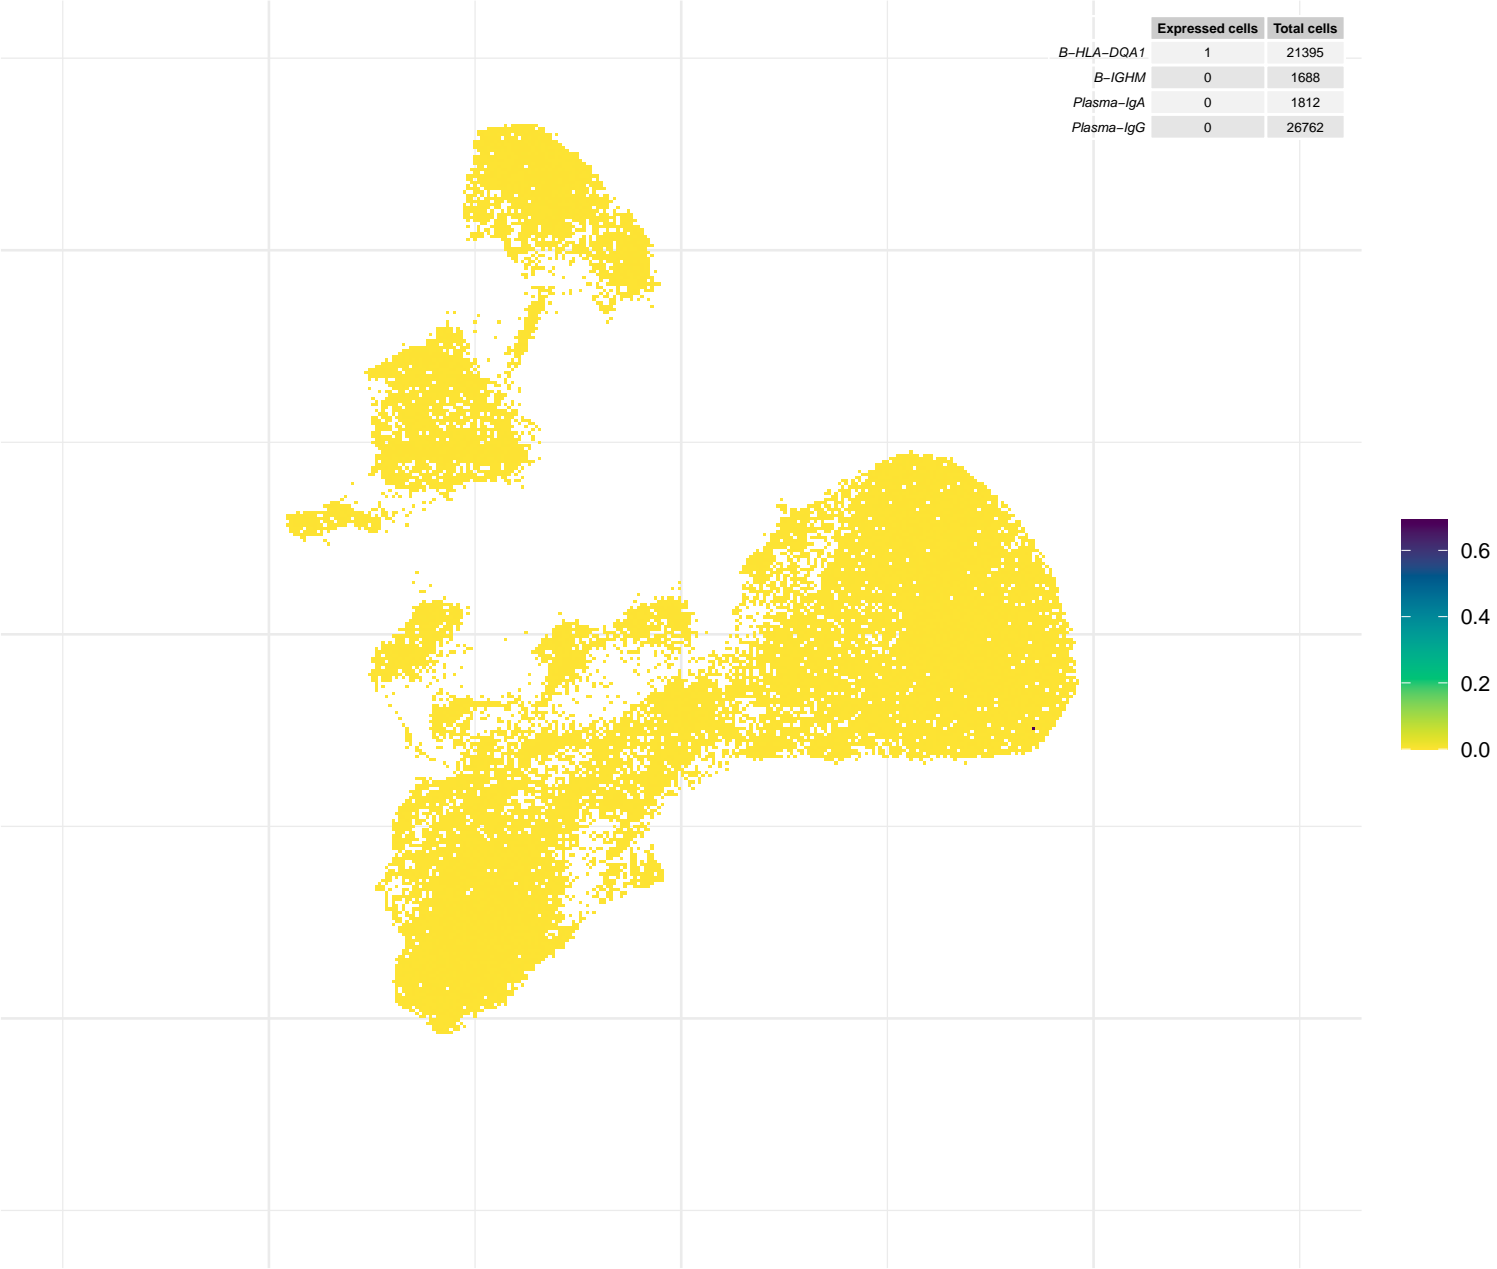 Expressed cells Total cells
B−HLA−DQA1 1 21395
B−IGHM 0 1688
Plasma−IgA 0 1812
Plasma−IgG 0 26762
0.6
0.4
0.2
0.0